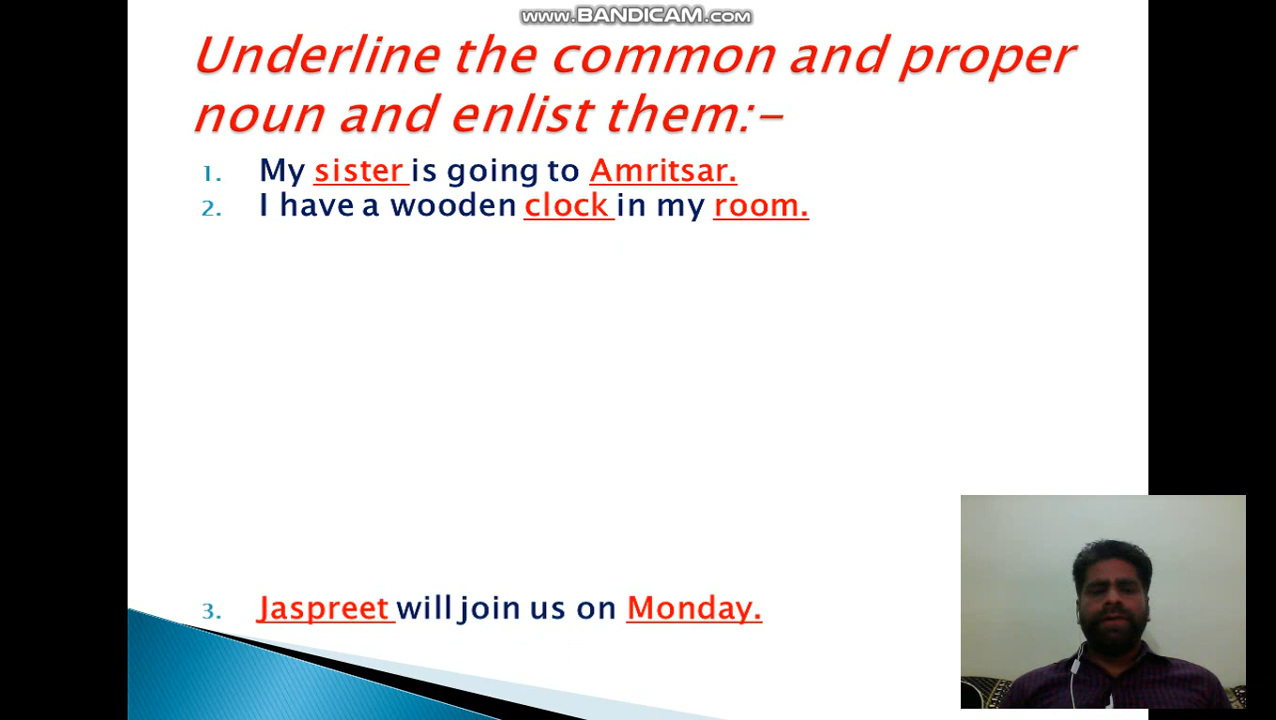 www.BANDICAM.com
Underline the common and proper
noun and enlist them:-
1. My sister is going to Amritsar.
2. I have a wooden clock in my room.
3. Jaspreet will join us on Monday.